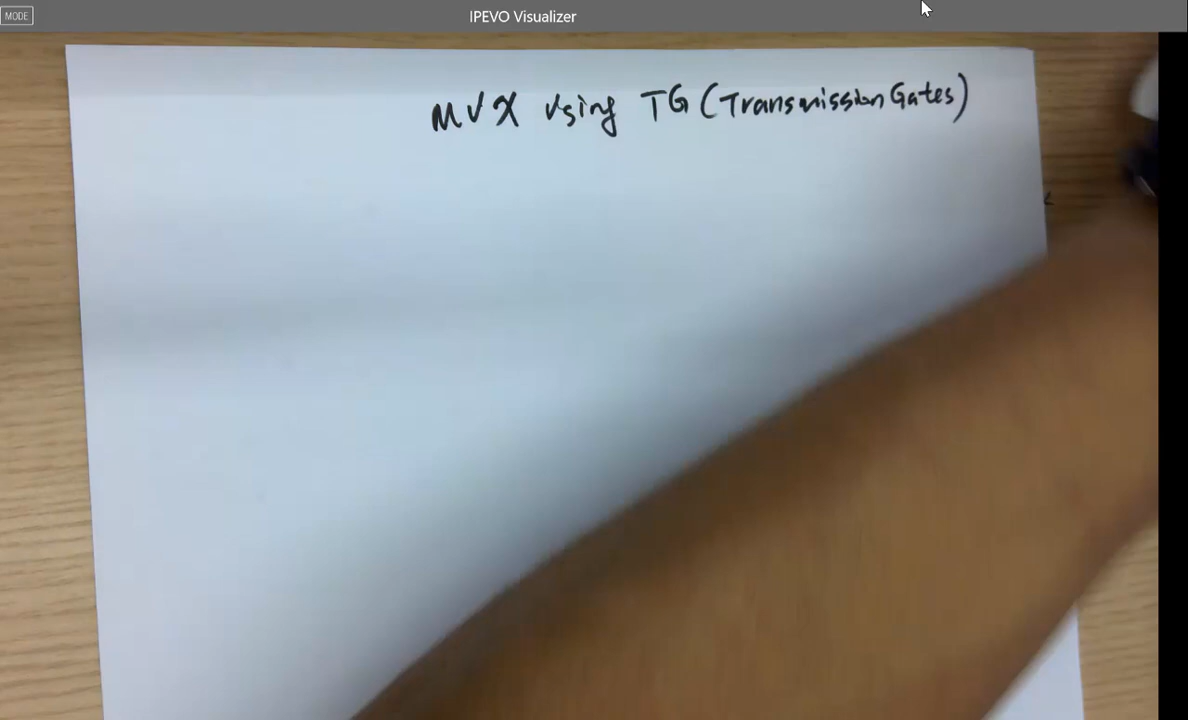 MODE
IPEVO Visualizer
MUX Using TG (Transmission Gates)